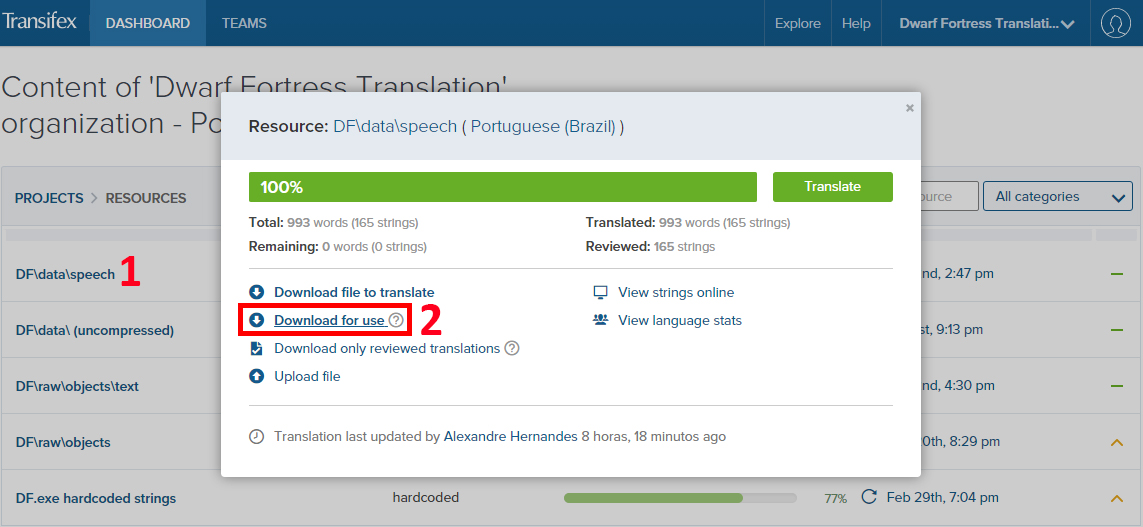 Transifex DASHBOARD TEAMS Explore Help Dwarf Fortress Translati...
Content of 'Dwarf Fortress Translation'
organization - Po
×
Resource: DF\data\speech ( Portuguese (Brazil) )
100% Translate
Total: 993 words (165 strings) Translated: 993 words (165 strings)
Remaining: 0 words (0 strings) Reviewed: 165 strings
Download file to translate View strings online
Download for use ? 2 View language stats
Download only reviewed translations ?
Upload file
Translation last updated by Alexandre Hernandes 8 horas, 18 minutos ago
PROJECTS > RESOURCES All categories
DF\data\speech 1 nd, 2:47 pm
DF\data\ (uncompressed) st, 9:13 pm
DF\raw\objects\text nd, 4:30 pm
DF\raw\objects 0th, 8:29 pm
DF.exe hardcoded strings hardcoded 77% Feb 29th, 7:04 pm